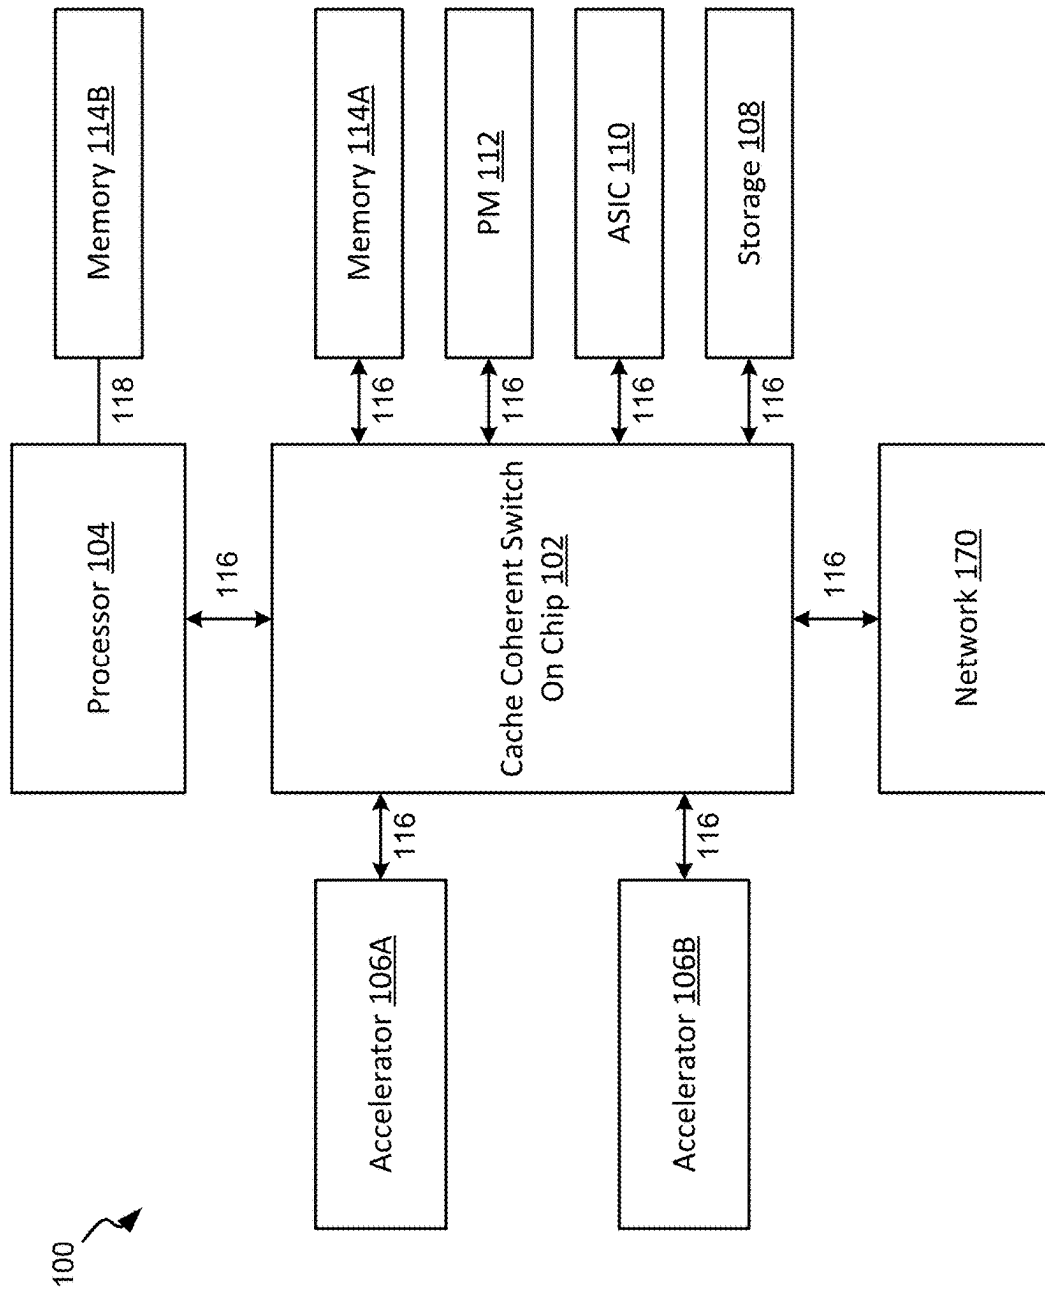 100
Processor 104
118
Memory 114B
116
Accelerator 106A
116
Accelerator 106B
116
Cache Coherent Switch
On Chip 102
116
Memory 114A
116
PM 112
116
ASIC 110
116
Storage 108
116
Network 170